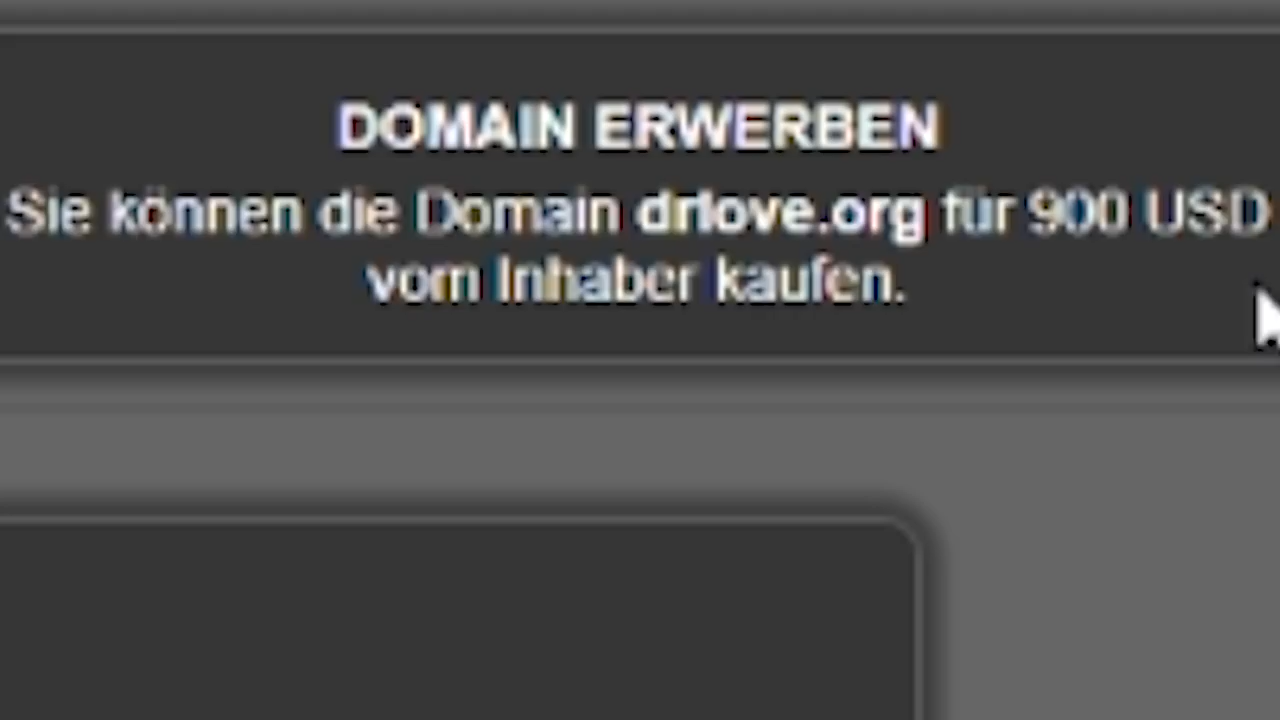 DOMAIN ERWERBEN
Sie können die Domain drlove.org für 900 USD
vom Inhaber kaufen.